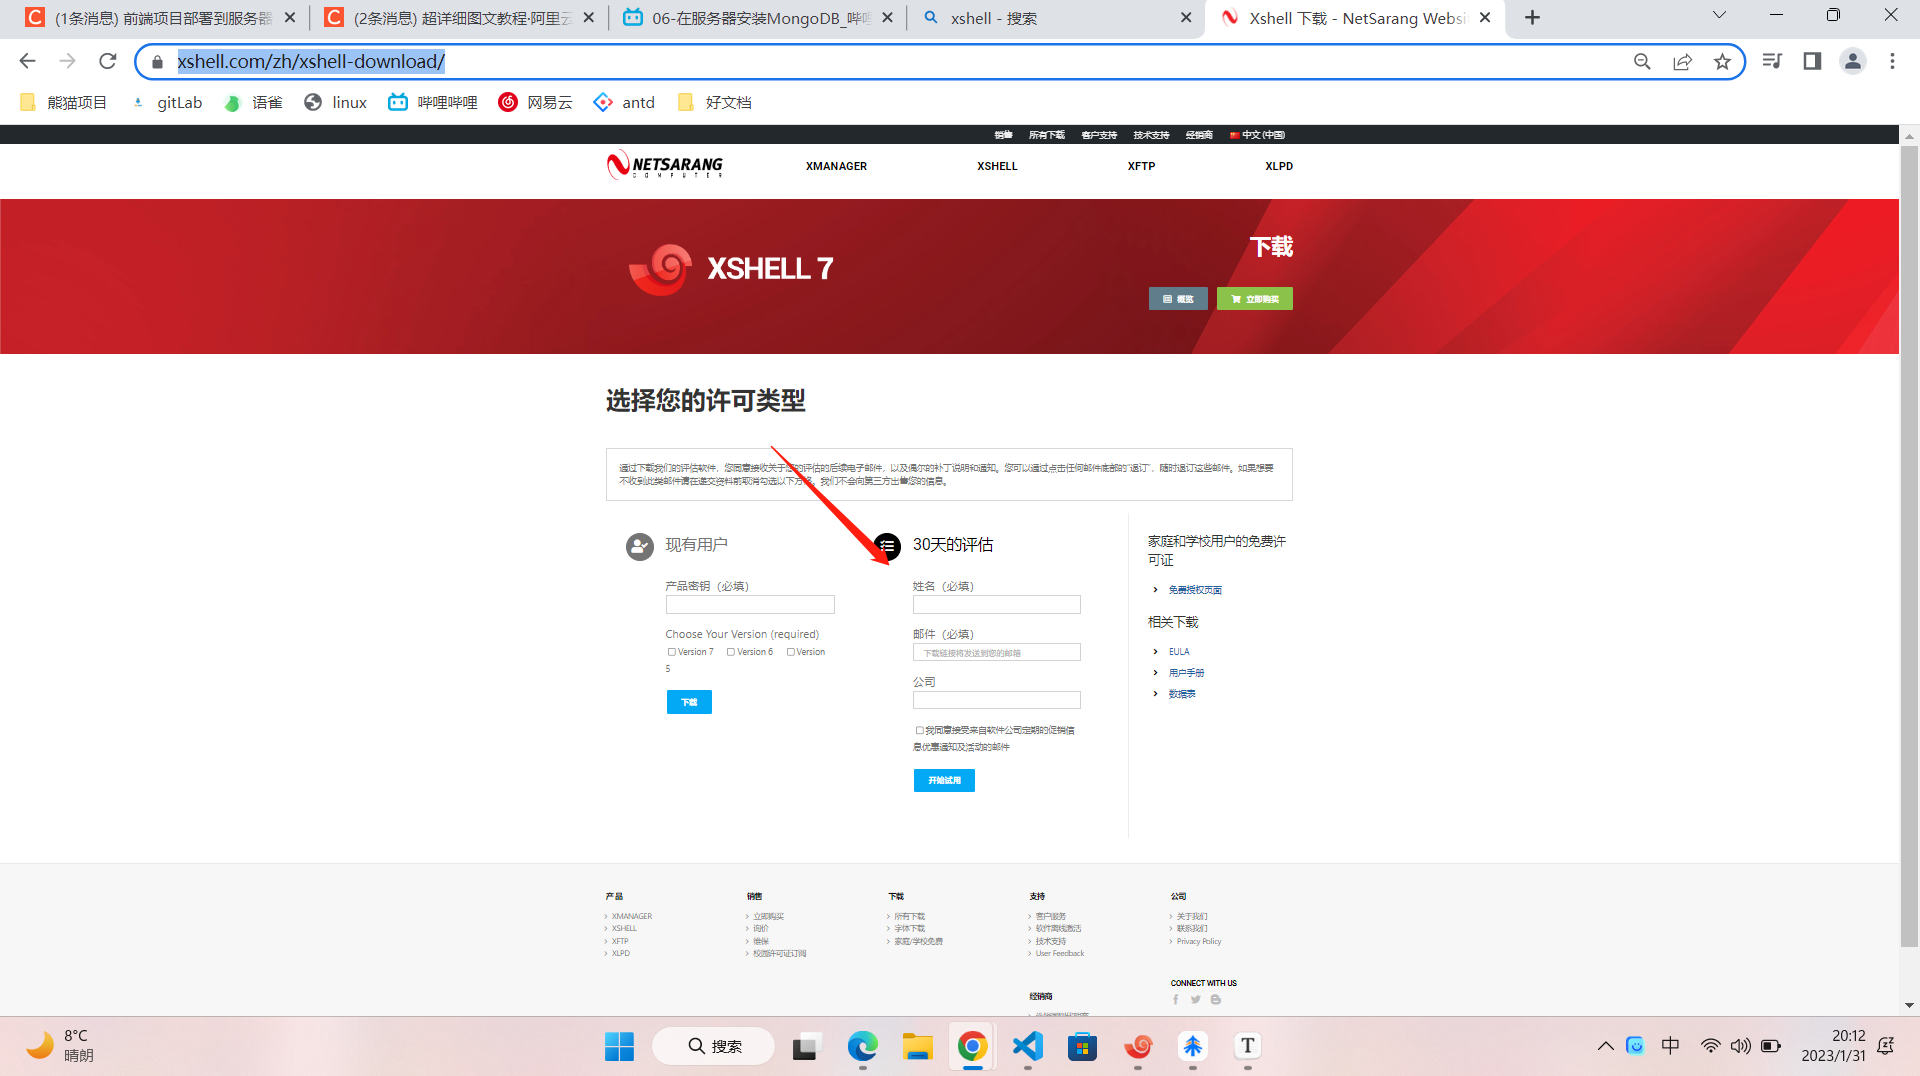 (1条消息) 前端项目部署到服务器
(2条消息) 超详细图文教程·阿里云
06-在服务器安装MongoDB_哔哩
xshell - 搜索
Xshell 下载 - NetSarang Websi
xshell.com/zh/xshell-download/
熊猫项目
gitLab
语雀
linux
哔哩哔哩
网易云
antd
好文档
销售
所有下载
客户支持
技术支持
经销商
中文 (中国)
NETSARANG
COMPUTER
XMANAGER
XSHELL
XFTP
XLPD
XSHELL 7
下载
概览
立即购买
选择您的许可类型
通过下载我们的评估软件，您同意接收关于您的评估的后续电子邮件，以及偶尔的补丁说明和通知。您可以通过点击任何邮件底部的“退订”，随时退订这些邮件。如果想要
不收到此类邮件请在递交资料前取消勾选以下方格。我们不会向第三方出售您的信息。
现有用户
产品密钥（必填）
Choose Your Version (required)
Version 7 Version 6 Version
5
下载
30天的评估
姓名（必填）
邮件（必填）
下载链接将发送到您的邮箱
公司
我同意接受来自软件公司定期的促销信
息优惠通知及活动的邮件
开始试用
家庭和学校用户的免费许
可证
免费授权页面
相关下载
EULA
用户手册
数据表
产品
XMANAGER
XSHELL
XFTP
XLPD
销售
立即购买
询价
维保
校园许可证订阅
下载
所有下载
字体下载
家庭/学校免费
支持
客户服务
软件离线激活
技术支持
User Feedback
经销商
公司
关于我们
联系我们
Privacy Policy
CONNECT WITH US
8°C
晴朗
搜索
中
20:12
2023/1/31